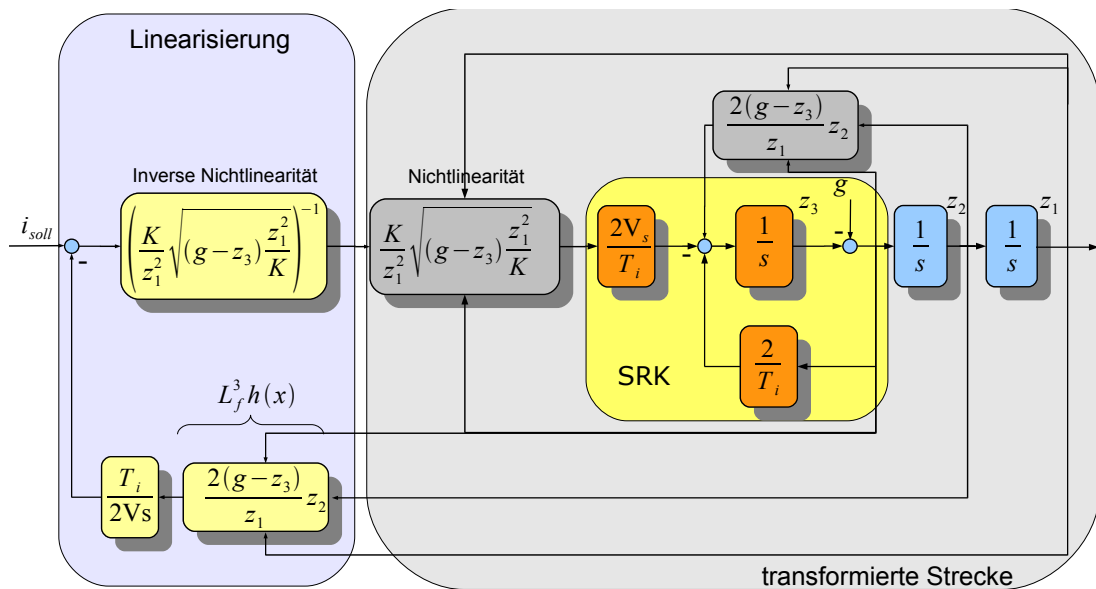 Linearisierung
Inverse Nichtlinearität
i_soll
-
(K/z_1^2 √((g−z_3) z_1^2/K))^−1
L_f^3 h(x)
T_i/2Vs
2(g−z_3)/z_1 z_2
Nichtlinearität
K/z_1^2 √((g−z_3) z_1^2/K)
2(g−z_3)/z_1 z_2
2V_s/T_i
-
1/s
z_3
-
g
z_2
1/s
z_1
1/s
2/T_i
SRK
transformierte Strecke